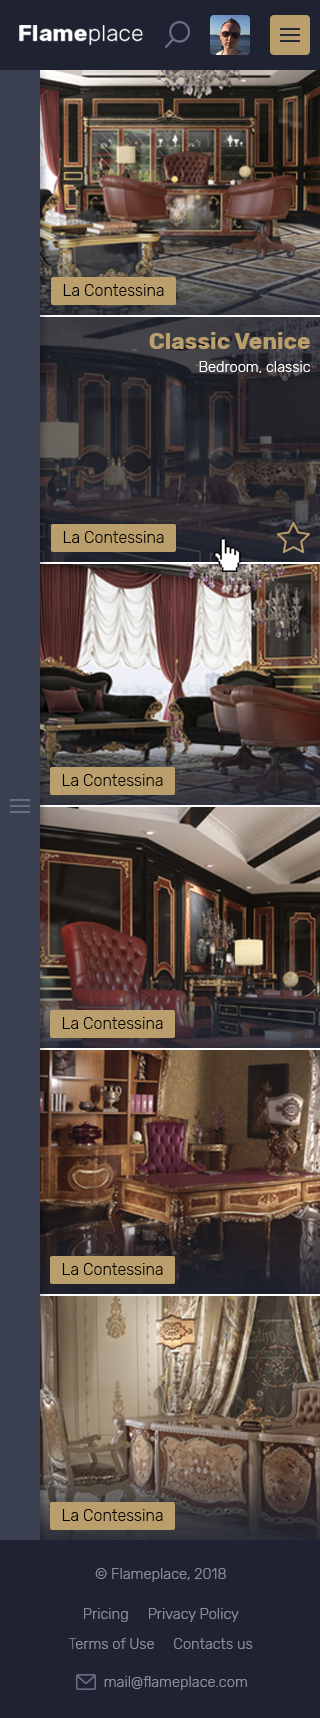 Flameplace
La Contessina
Classic Venice
Bedroom, classic
La Contessina
La Contessina
La Contessina
La Contessina
La Contessina
© Flameplace, 2018
Pricing Privacy Policy
Terms of Use Contacts us
mail@flameplace.com